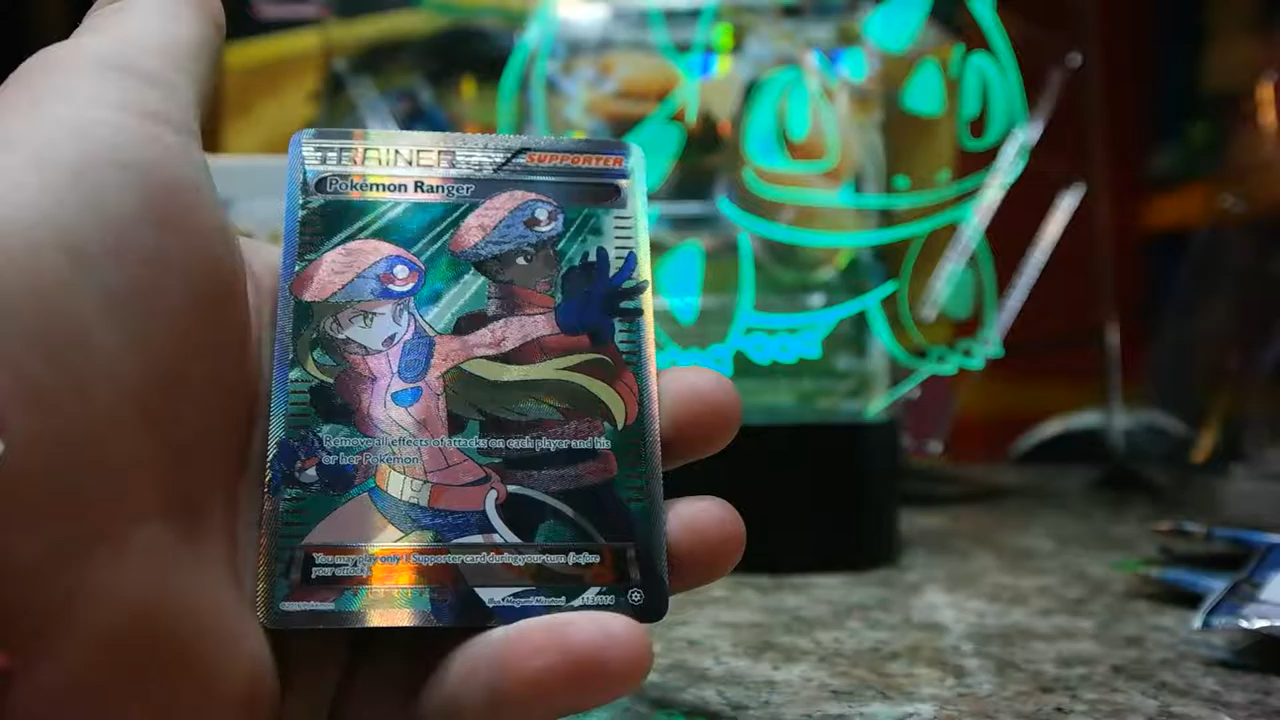 TRAINER SUPPORTER
Pokémon Ranger
Remove all effects of attacks on each player and his
or her Pokémon.
You may play only 1 Supporter card during your turn (before
your attack).
Illus. Megumi Mizutani 113/114